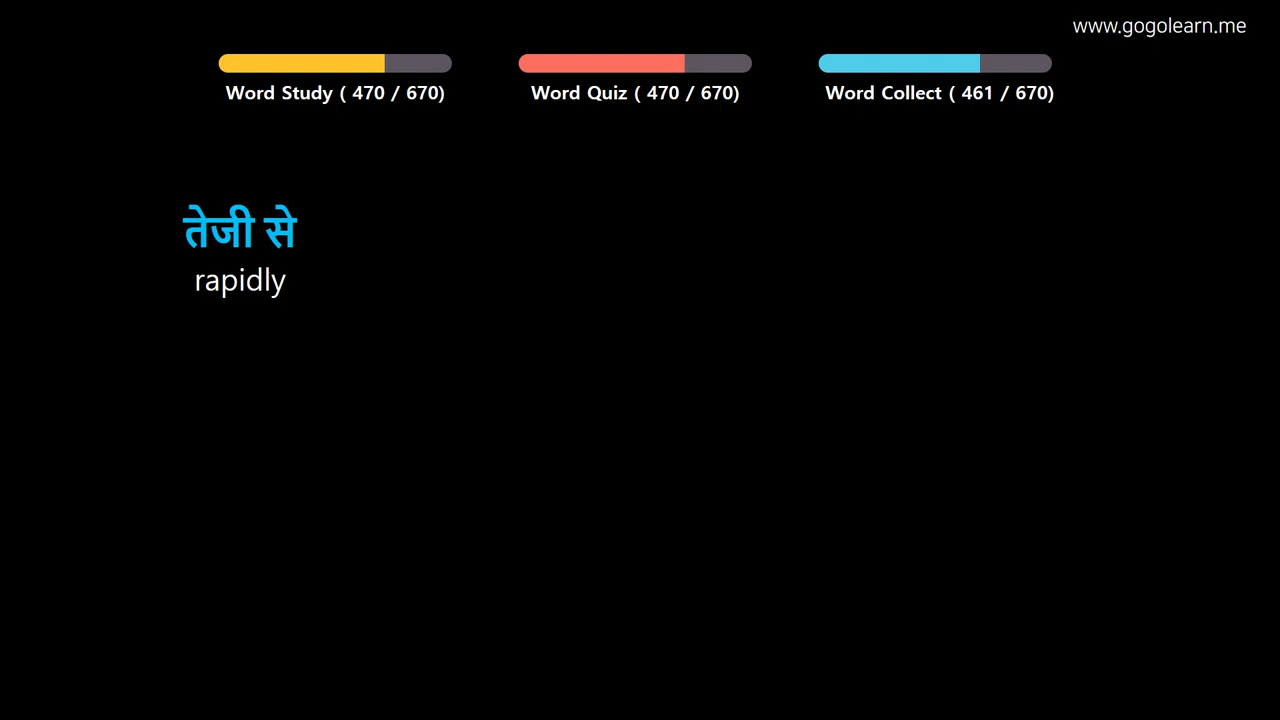 www.gogolearn.me
Word Study ( 470 / 670)
Word Quiz ( 470 / 670)
Word Collect ( 461 / 670)
तेजी से
rapidly